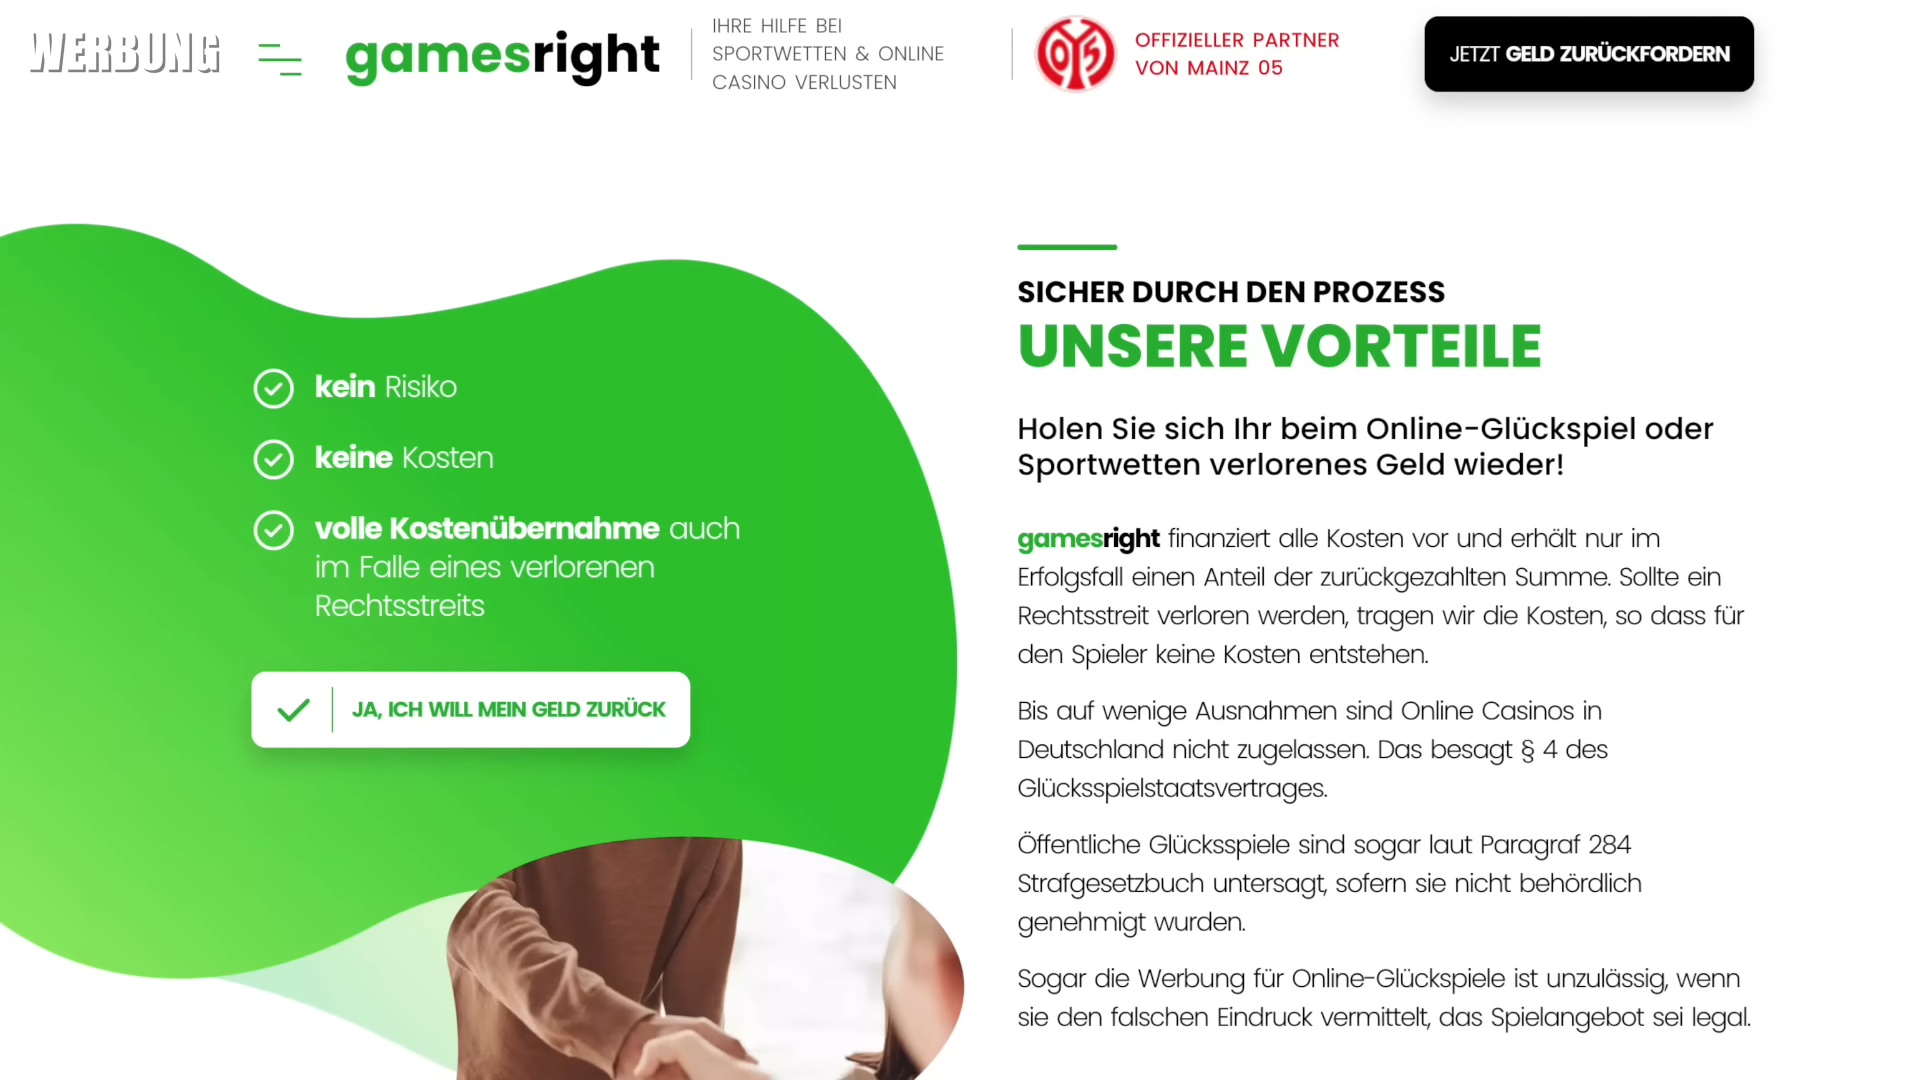 WERBUNG
gamesright
IHRE HILFE BEI
SPORTWETTEN & ONLINE
CASINO VERLUSTEN
OFFIZIELLER PARTNER
VON MAINZ 05
JETZT GELD ZURÜCKFORDERN
kein Risiko
keine Kosten
volle Kostenübernahme auch
im Falle eines verlorenen
Rechtsstreits
JA, ICH WILL MEIN GELD ZURÜCK
SICHER DURCH DEN PROZESS
UNSERE VORTEILE
Holen Sie sich Ihr beim Online-Glückspiel oder
Sportwetten verlorenes Geld wieder!
gamesright finanziert alle Kosten vor und erhält nur im
Erfolgsfall einen Anteil der zurückgezahlten Summe. Sollte ein
Rechtsstreit verloren werden, tragen wir die Kosten, so dass für
den Spieler keine Kosten entstehen.
Bis auf wenige Ausnahmen sind Online Casinos in
Deutschland nicht zugelassen. Das besagt § 4 des
Glücksspielstaatsvertrages.
Öffentliche Glücksspiele sind sogar laut Paragraf 284
Strafgesetzbuch untersagt, sofern sie nicht behördlich
genehmigt wurden.
Sogar die Werbung für Online-Glückspiele ist unzulässig, wenn
sie den falschen Eindruck vermittelt, das Spielangebot sei legal.